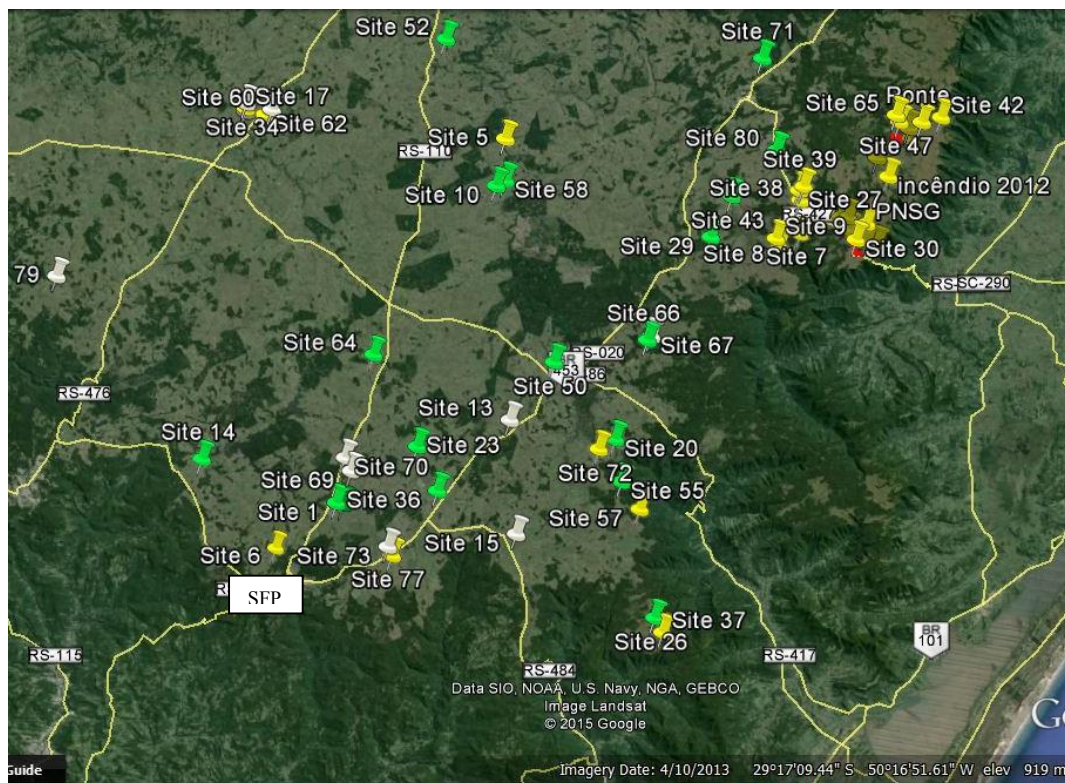 Site 52
Site 71
Site 60
Site 17
Site 34
Site 62
Site 5
RS-110
Site 10
Site 58
Site 65
Ponte
Site 42
Site 80
Site 47
Site 39
Site 38
incêndio 2012
Site 27
RS-427
PNSG
Site 43
Site 9
Site 29
Site 8
Site 7
Site 30
79
RS-
SC-290
Site 66
Site 64
Site 67
RS-020
BR
453
Site 50
RS-476
Site 13
Site 14
Site 23
Site 20
Site 70
Site 72
Site 69
Site 36
Site 55
Site 1
Site 57
Site 15
Site 6
Site 73
Site 77
SFP
Site 37
Site 26
BR
101
RS-115
RS-484
RS-417
Data SIO, NOAA, U.S. Navy, NGA, GEBCO
Image Landsat
© 2015 Google
Guide
Imagery Date: 4/10/2013 29°17'09.44" S 50°16'51.61" W elev 919 m